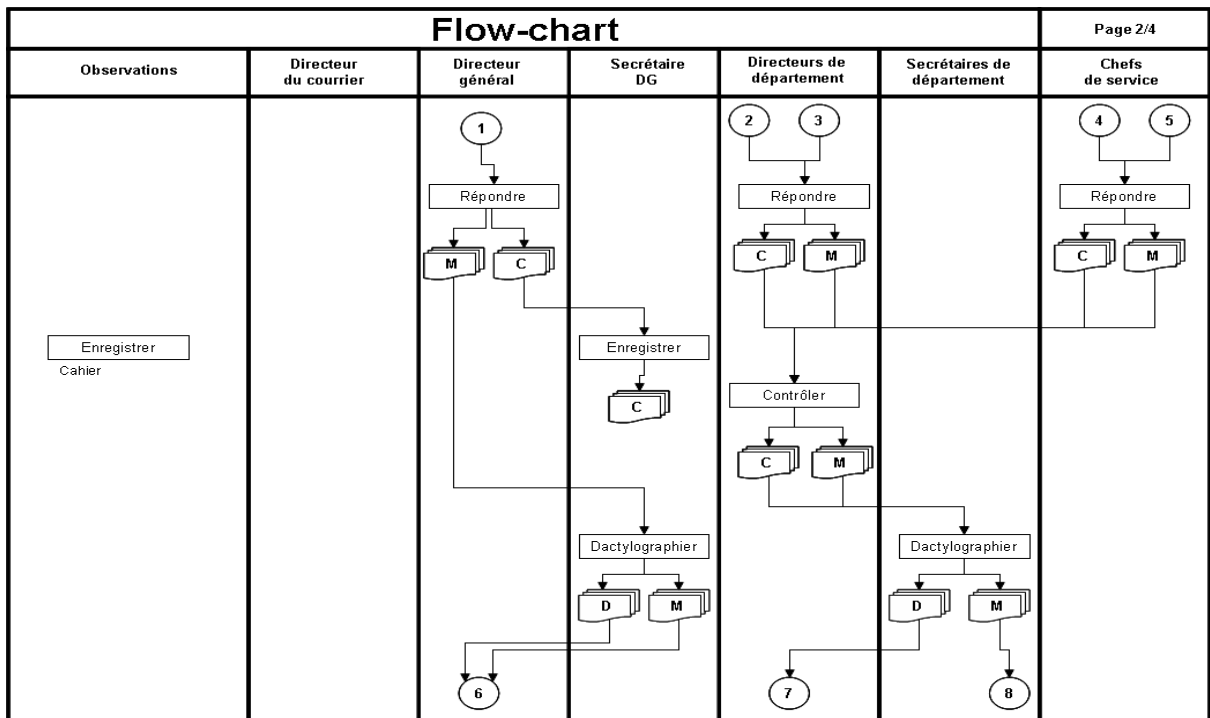 Flow-chart
Page 2/4
Observations
Directeur
du courrier
Directeur
général
Secrétaire
DG
Directeurs de
département
Secrétaires de
département
Chefs
de service
1
2
3
4
5
Répondre
Répondre
Répondre
M
C
C
M
C
M
Enregistrer
Cahier
Enregistrer
C
Contrôler
C
M
Dactylographier
Dactylographier
D
M
D
M
6
7
8